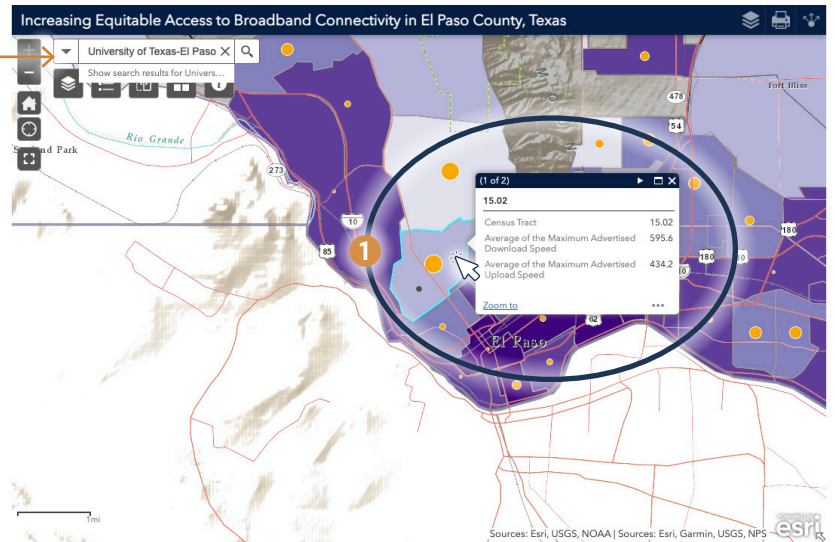 Increasing Equitable Access to Broadband Connectivity in El Paso County, Texas
University of Texas-El Paso
Show search results for Univers...
Fort Bliss
478
54
Rio Grande
nd Park
273
(1 of 2)
15.02
Census Tract 15.02
Average of the Maximum Advertised Download Speed 595.6
Average of the Maximum Advertised Upload Speed 434.2
Zoom to
10
85
1
180
180
62
El Paso
1mi
Sources: Esri, USGS, NOAA | Sources: Esri, Garmin, USGS, NPS
POWERED BY
esri